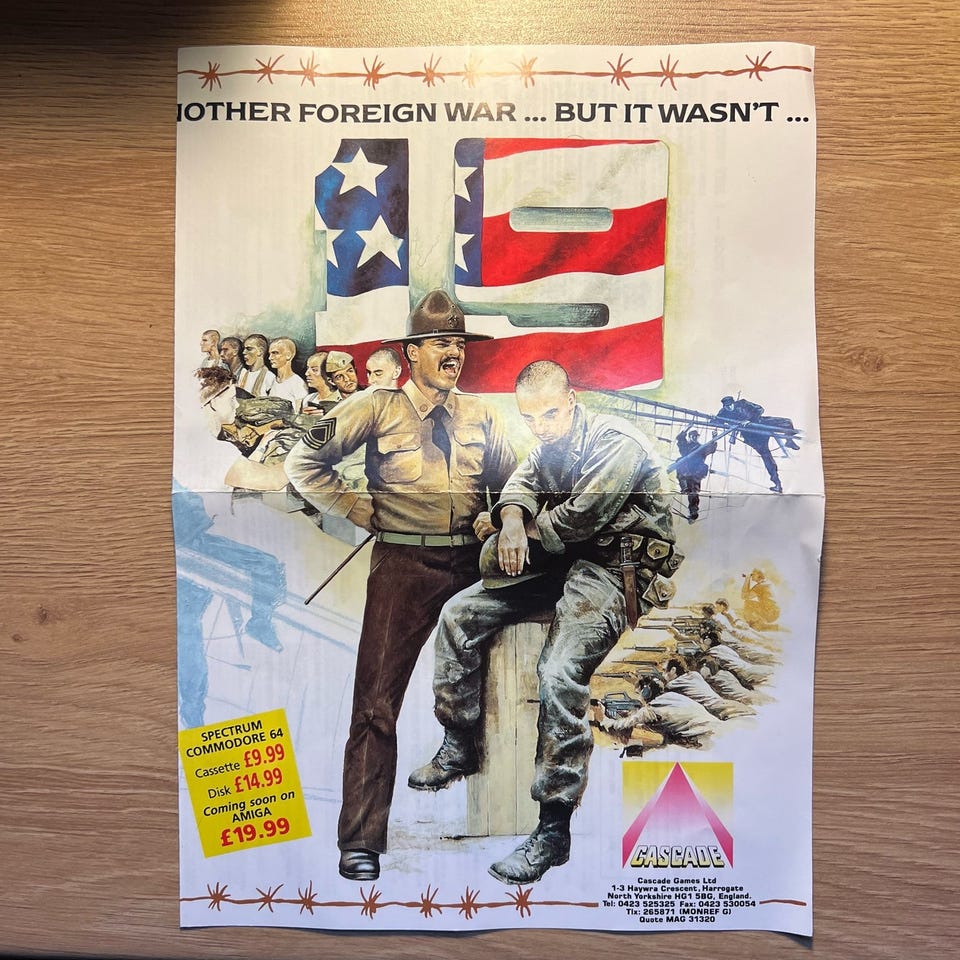 NOTHER FOREIGN WAR ... BUT IT WASN'T ...
19
SPECTRUM
COMMODORE 64
Cassette £9.99
Disk £14.99
Coming soon on
AMIGA
£19.99
CASCADE
Cascade Games Ltd
1-3 Haywra Crescent, Harrogate
North Yorkshire HG1 5BG, England.
Tel: 0423 525325 Fax: 0423 530054
Tlx: 265871 (MONREF G)
Quote MAG 31320